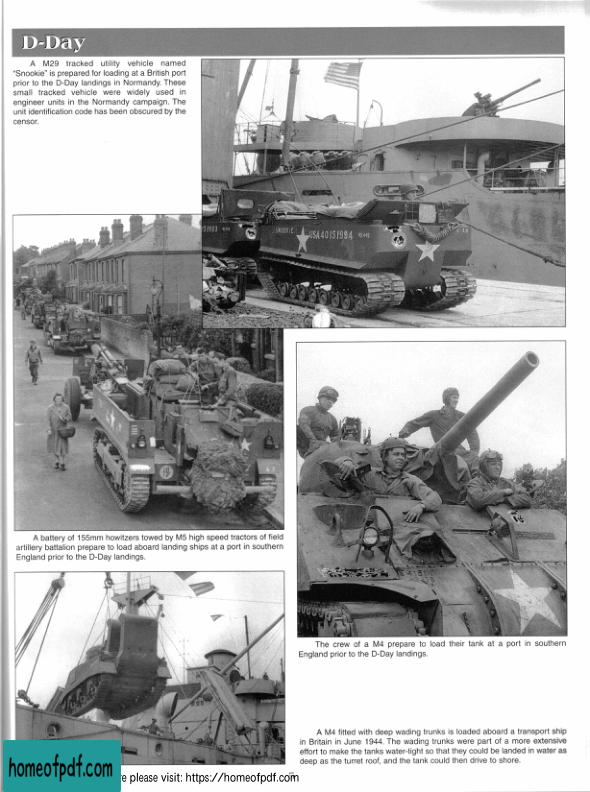 D-Day
A M29 tracked utility vehicle named
"Snookie" is prepared for loading at a British port
prior to the D-Day landings in Normandy. These
small tracked vehicle were widely used in
engineer units in the Normandy campaign. The
unit identification code has been obscured by the
censor.
SNOOKIE
USA 4015I984
A battery of 155mm howitzers towed by M5 high speed tractors of field
artillery battalion prepare to load aboard landing ships at a port in southern
England prior to the D-Day landings.
The crew of a M4 prepare to load their tank at a port in southern
England prior to the D-Day landings.
A M4 fitted with deep wading trunks is loaded aboard a transport ship
in Britain in June 1944. The wading trunks were part of a more extensive
effort to make the tanks water-tight so that they could be landed in water as
deep as the turret roof, and the tank could then drive to shore.
homeofpdf.com
re please visit: https://homeofpdf.com